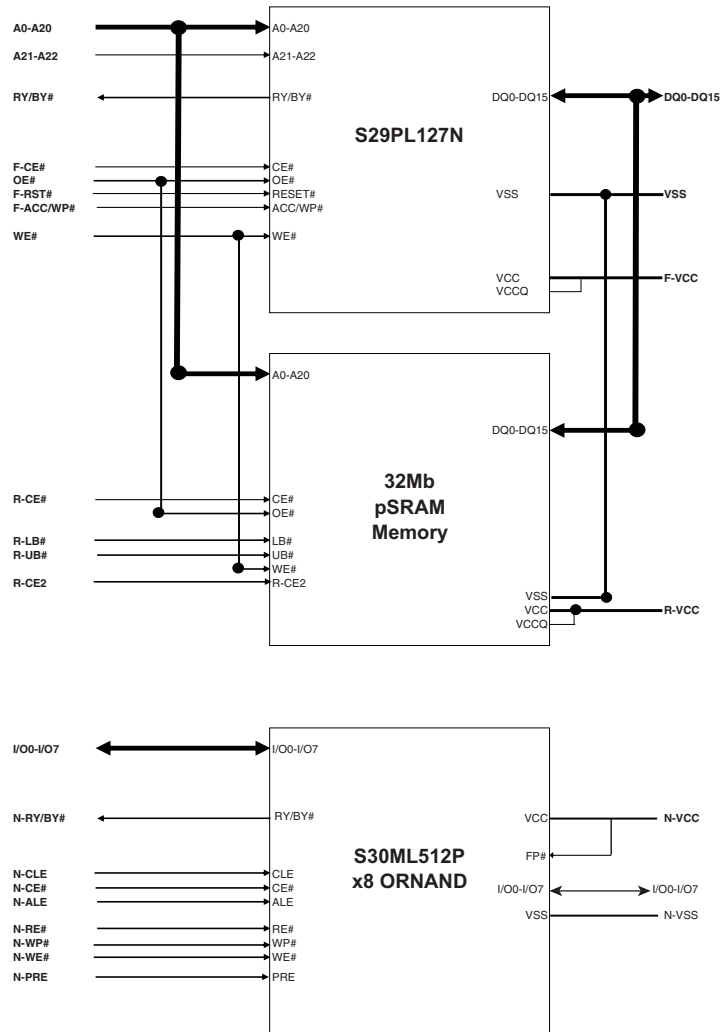 A0-A20 A0-A20
A21-A22 A21-A22
RY/BY# RY/BY# DQ0-DQ15 DQ0-DQ15
S29PL127N
F-CE# CE#
OE# OE#
F-RST# RESET# VSS VSS
F-ACC/WP# ACC/WP#
WE# WE#
VCC F-VCC
VCCQ
A0-A20
DQ0-DQ15
32Mb
pSRAM
Memory
R-CE# CE#
OE#
R-LB# LB#
R-UB# UB#
WE#
R-CE2 R-CE2
VSS
VCC R-VCC
VCCQ
I/O0-I/O7 I/O0-I/O7
N-RY/BY# RY/BY# VCC N-VCC
S30ML512P
x8 ORNAND
FP#
N-CLE CLE
N-CE# CE# I/O0-I/O7 I/O0-I/O7
N-ALE ALE
VSS N-VSS
N-RE# RE#
N-WP# WP#
N-WE# WE#
N-PRE PRE